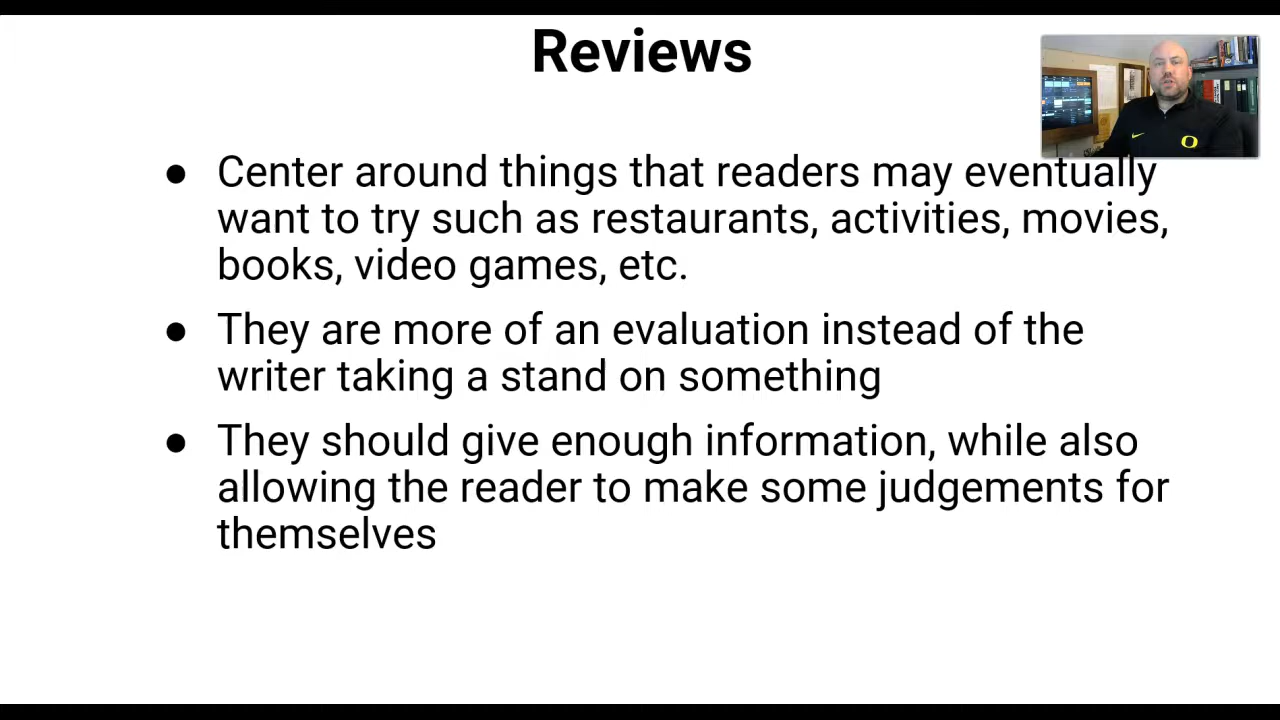 Reviews
● Center around things that readers may eventually
want to try such as restaurants, activities, movies,
books, video games, etc.
● They are more of an evaluation instead of the
writer taking a stand on something
● They should give enough information, while also
allowing the reader to make some judgements for
themselves